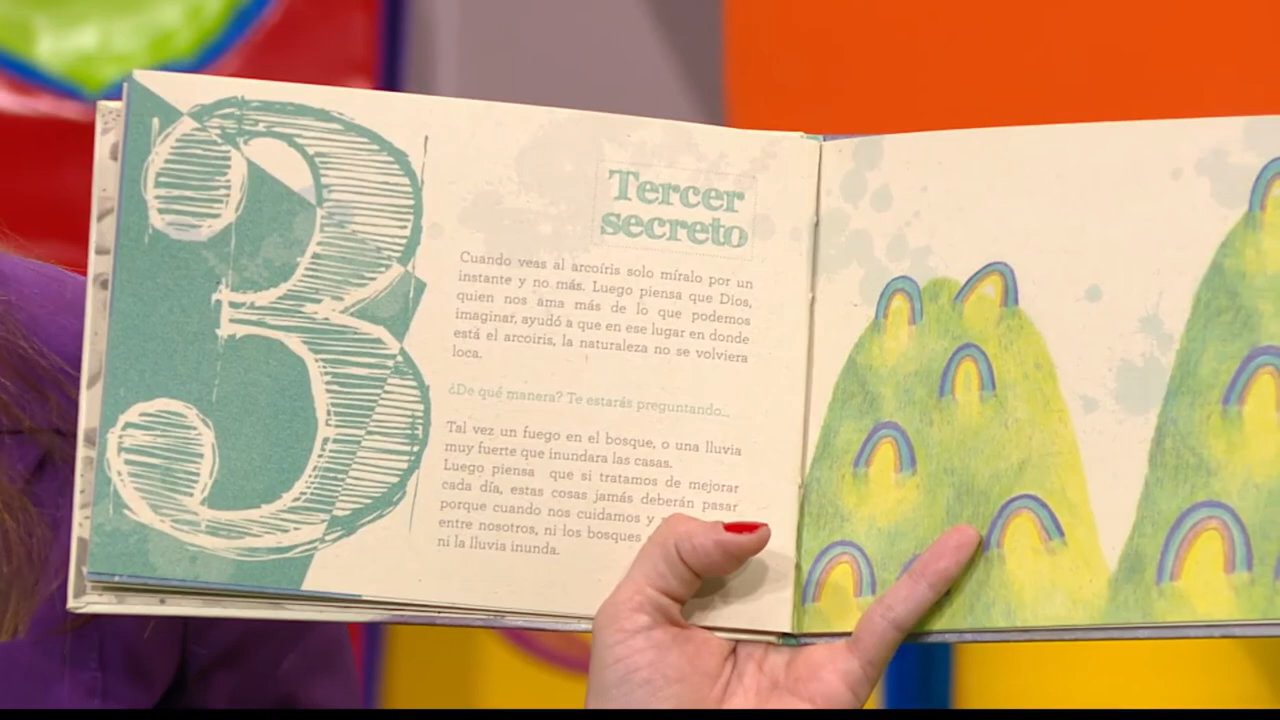 3
Tercer
secreto
Cuando veas al arcoíris solo míralo por un
instante y no más. Luego piensa que Dios,
quien nos ama más de lo que podemos
imaginar, ayudó a que en ese lugar en donde
está el arcoiris, la naturaleza no se volviera
loca.
¿De qué manera? Te estarás preguntando...
Tal vez un fuego en el bosque, o una lluvia
muy fuerte que inundara las casas.
Luego piensa que si tratamos de mejorar
cada día, estas cosas jamás deberán pasar
porque cuando nos cuidamos y
entre nosotros, ni los bosques
ni la lluvia inunda.